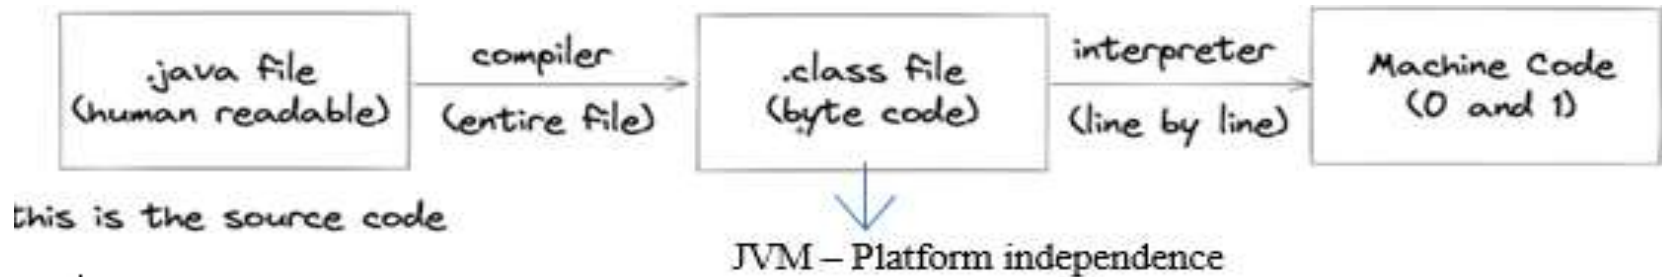 .java file
(human readable)
compiler
(entire file)
.class file
(byte code)
interpreter
(line by line)
Machine Code
(0 and 1)
this is the source code
JVM – Platform independence